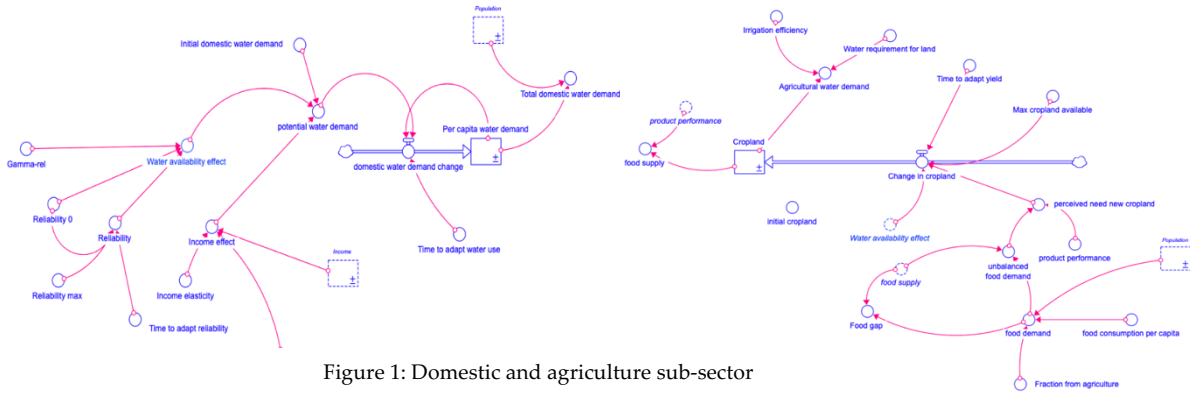 Population
Initial domestic water demand
Total domestic water demand
potential water demand
Per capita water demand
Gamma-rel
Water availability effect
domestic water demand change
Reliability 0
Reliability
Income effect
Income
Time to adapt water use
Reliability max
Income elasticity
Time to adapt reliability
Irrigation efficiency
Water requirement for land
Agricultural water demand
Time to adapt yield
Max cropland available
product performance
Cropland
food supply
Change in cropland
initial cropland
perceived need new cropland
Water availability effect
Population
product performance
unbalanced
food demand
food supply
Food gap
food demand
food consumption per capita
Fraction from agriculture
Figure 1: Domestic and agriculture sub-sector